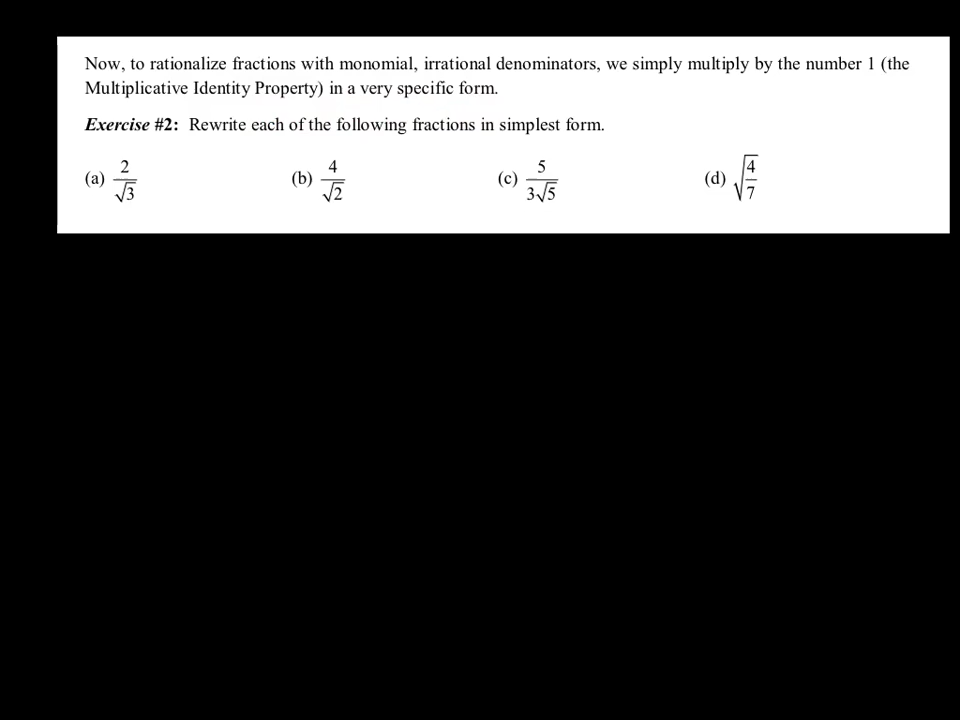 Now, to rationalize fractions with monomial, irrational denominators, we simply multiply by the number 1 (the
Multiplicative Identity Property) in a very specific form.
Exercise #2: Rewrite each of the following fractions in simplest form.
(a) 2/√3 (b) 4/√2 (c) 5/3√5 (d) √4/7